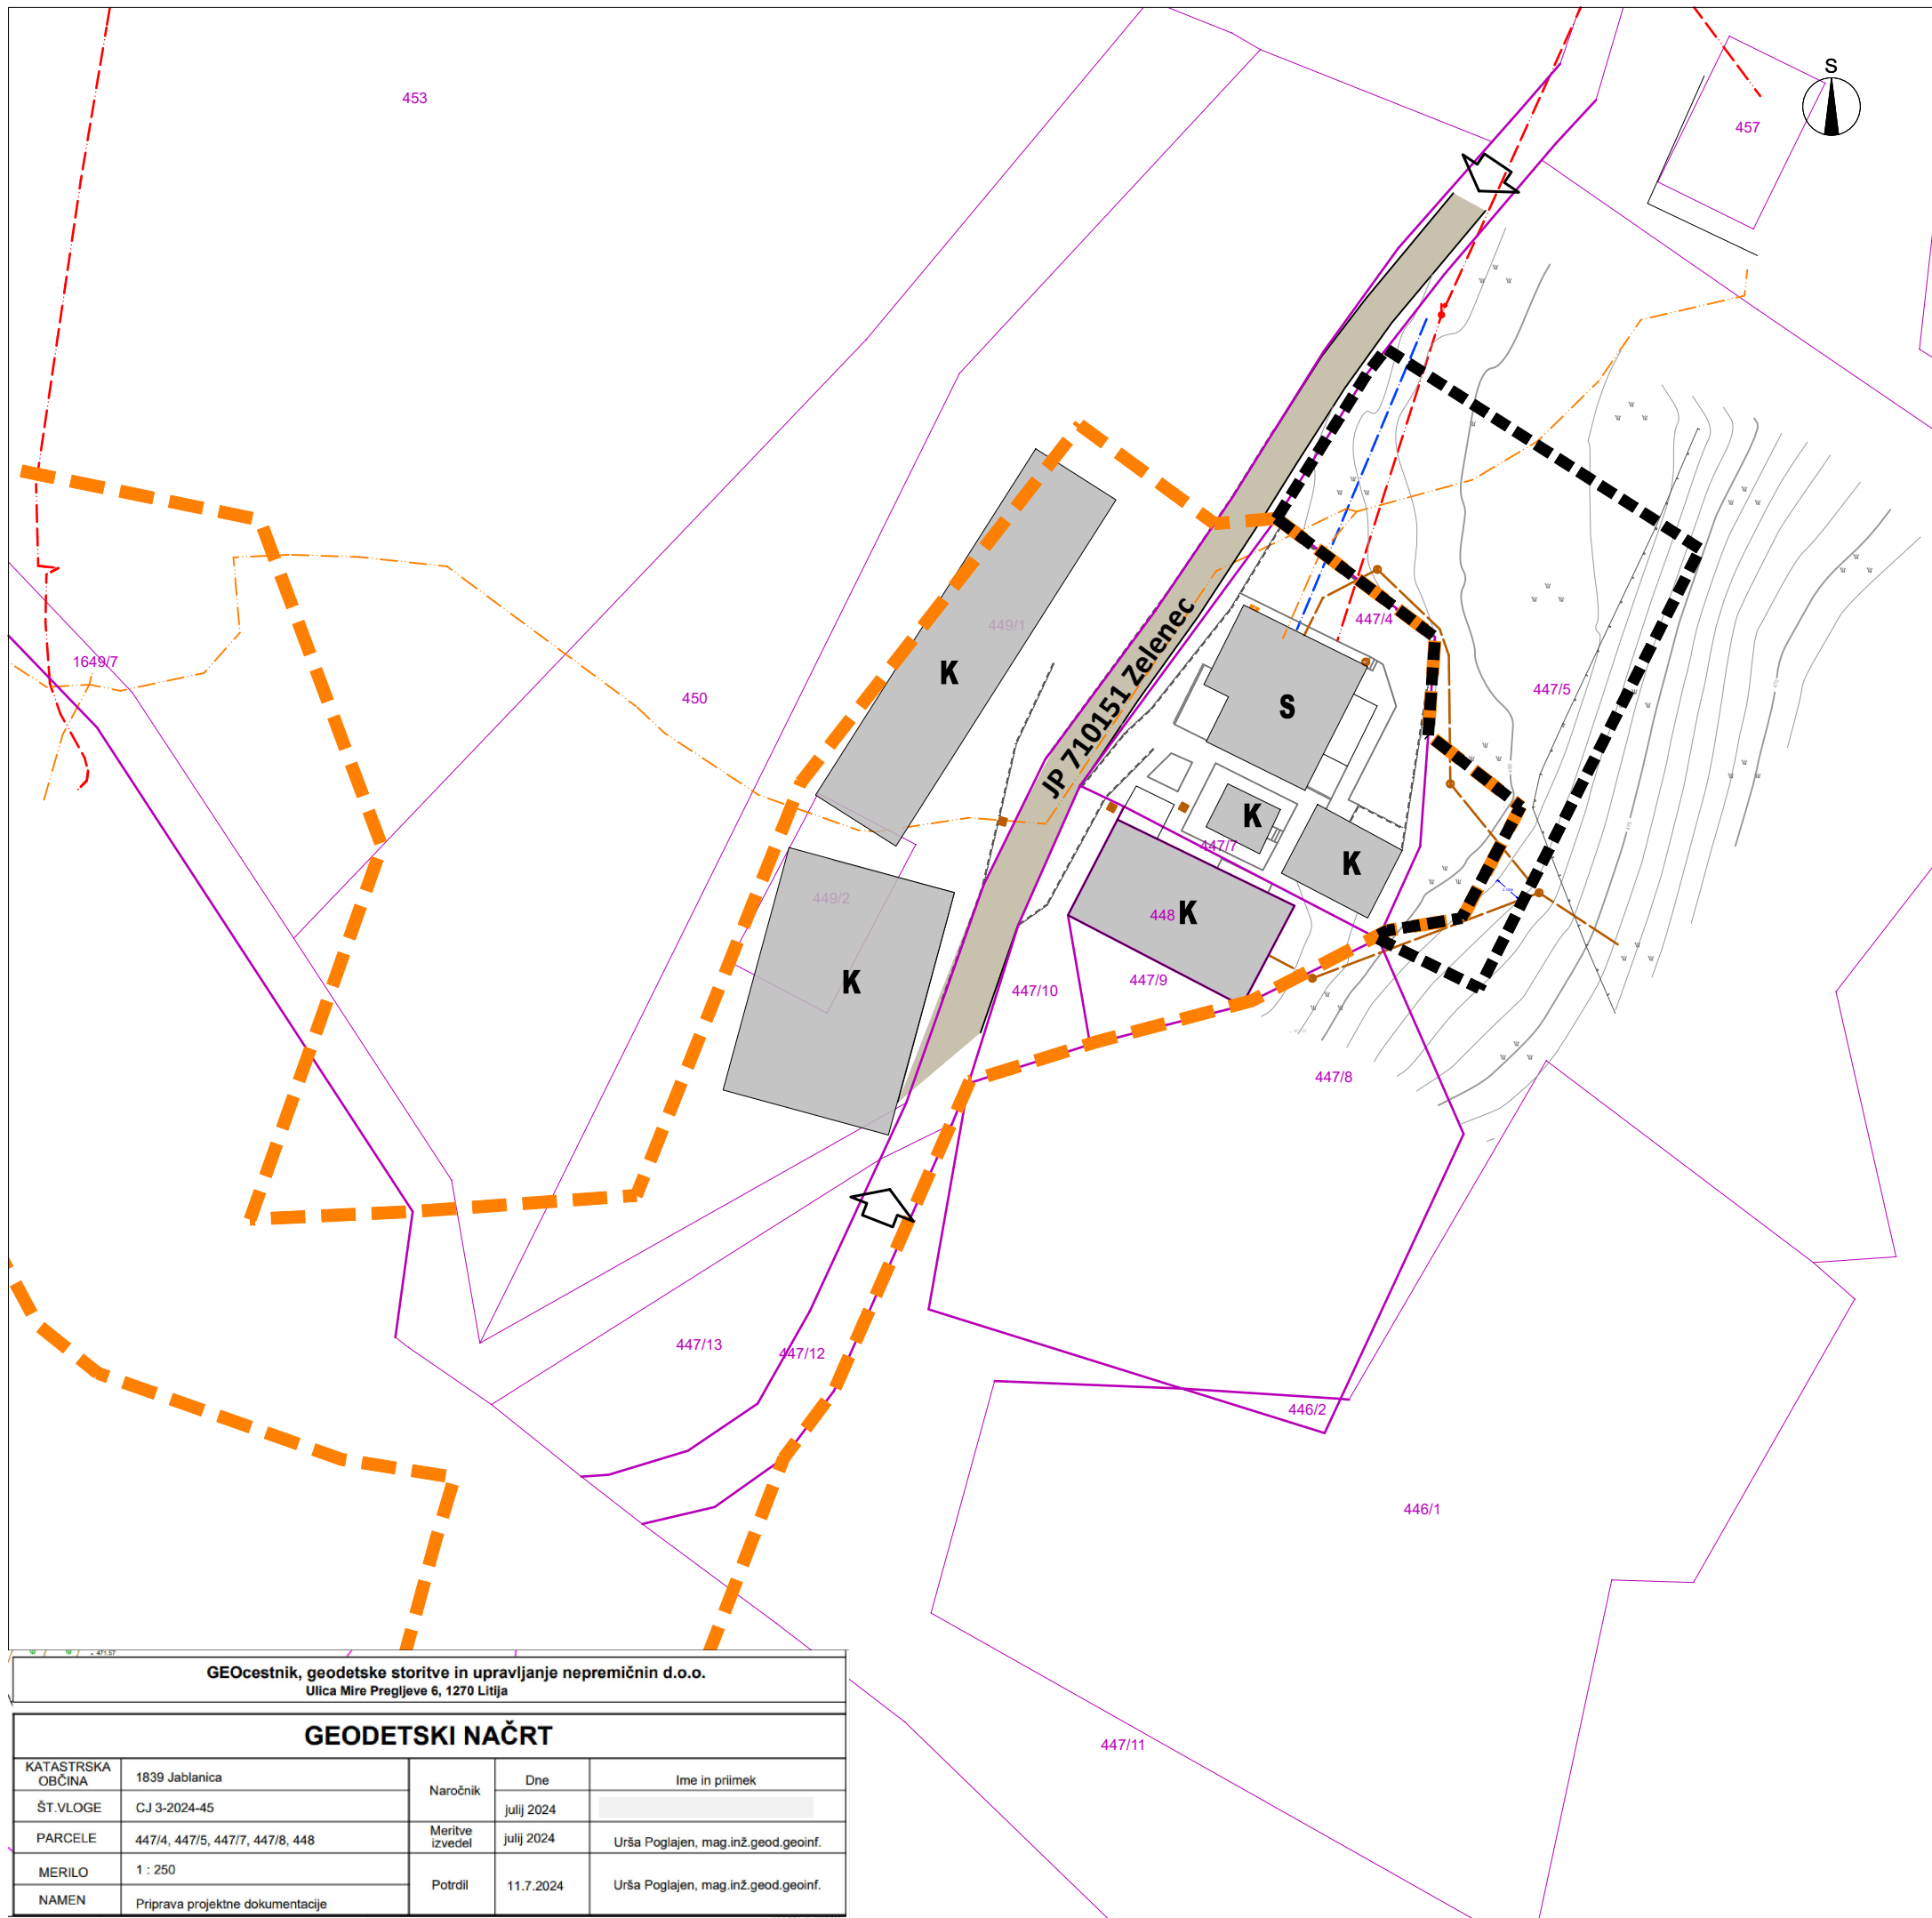 453
S
457
449/1
K
447/4
1649/7
450
JP 710151 Zelenec
S
447/5
K
447/7
K
449/2
448 K
K
447/10
447/9
447/8
447/13
447/12
446/2
446/1
447/11
471.57
GEOcestnik, geodetske storitve in upravljanje nepremičnin d.o.o.
Ulica Mire Pregljeve 6, 1270 Litija
GEODETSKI NAČRT
KATASTRSKA OBČINA
1839 Jablanica
Naročnik
Dne
Ime in priimek
ŠT.VLOGE
CJ 3-2024-45
julij 2024
PARCELE
447/4, 447/5, 447/7, 447/8, 448
Meritve izvedel
julij 2024
Urša Poglajen, mag.inž.geod.geoinf.
MERILO
1 : 250
Potrdil
11.7.2024
Urša Poglajen, mag.inž.geod.geoinf.
NAMEN
Priprava projektne dokumentacije